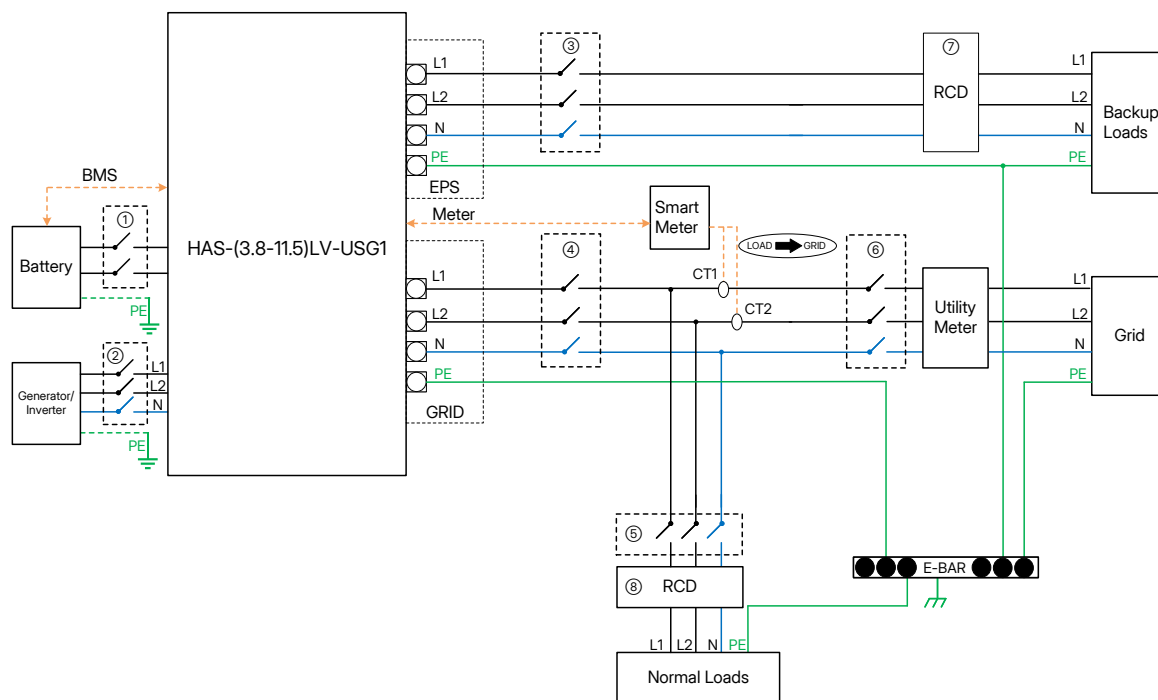 ③
⑦
L1
L1
RCD
L2
L2
Backup
Loads
N
N
PE
PE
BMS
EPS
①
Meter
Smart
Meter
HAS-(3.8-11.5)LV-USG1
LOAD GRID
④
⑥
Battery
L1
CT1
L1
PE
L2
CT2
Utility
Meter
L2
Grid
②
N
N
L1
PE
PE
Generator/
Inverter
L2
N
GRID
PE
⑤
E-BAR
⑧
RCD
L1
L2
N
PE
Normal Loads